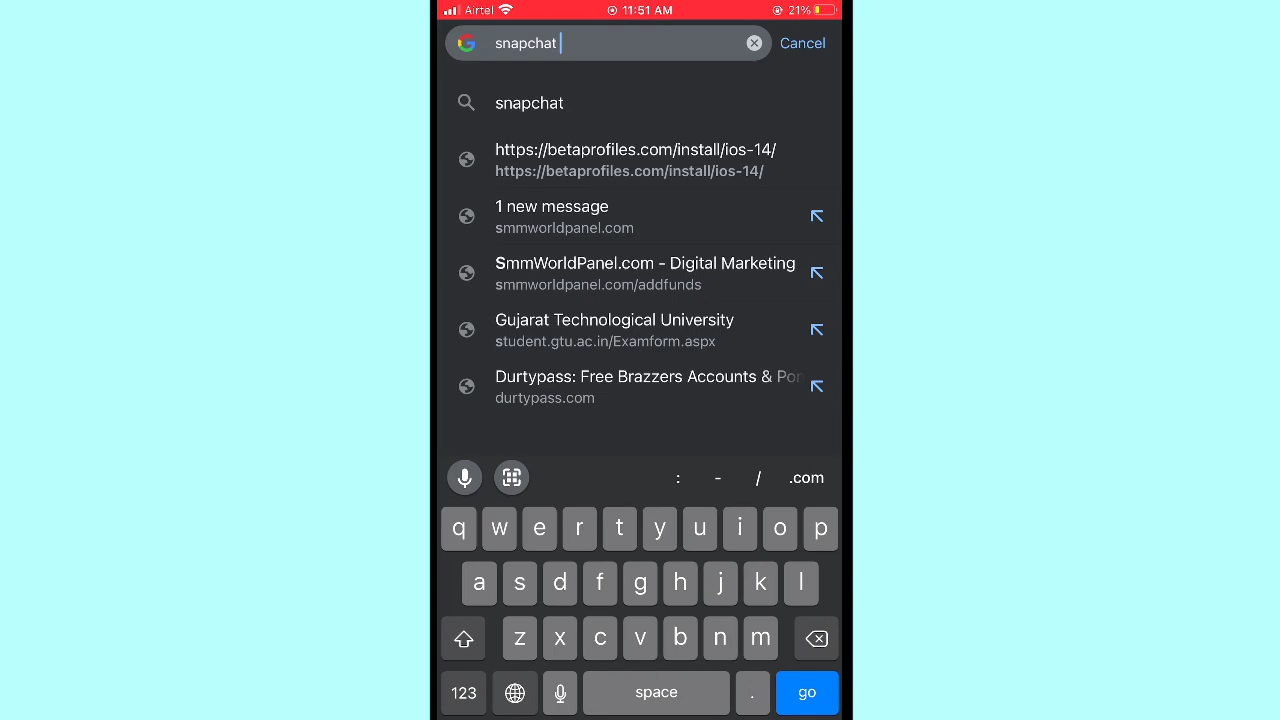 Airtel 11:51 AM 21%
snapchat Cancel
snapchat
https://betaprofiles.com/install/ios-14/
https://betaprofiles.com/install/ios-14/
1 new message
smmworldpanel.com
SmmWorldPanel.com - Digital Marketing
smmworldpanel.com/addfunds
Gujarat Technological University
student.gtu.ac.in/Examform.aspx
Durtypass: Free Brazzers Accounts & Por
durtypass.com
: - / .com
q w e r t y u i o p
a s d f g h j k l
z x c v b n m
123 space . go